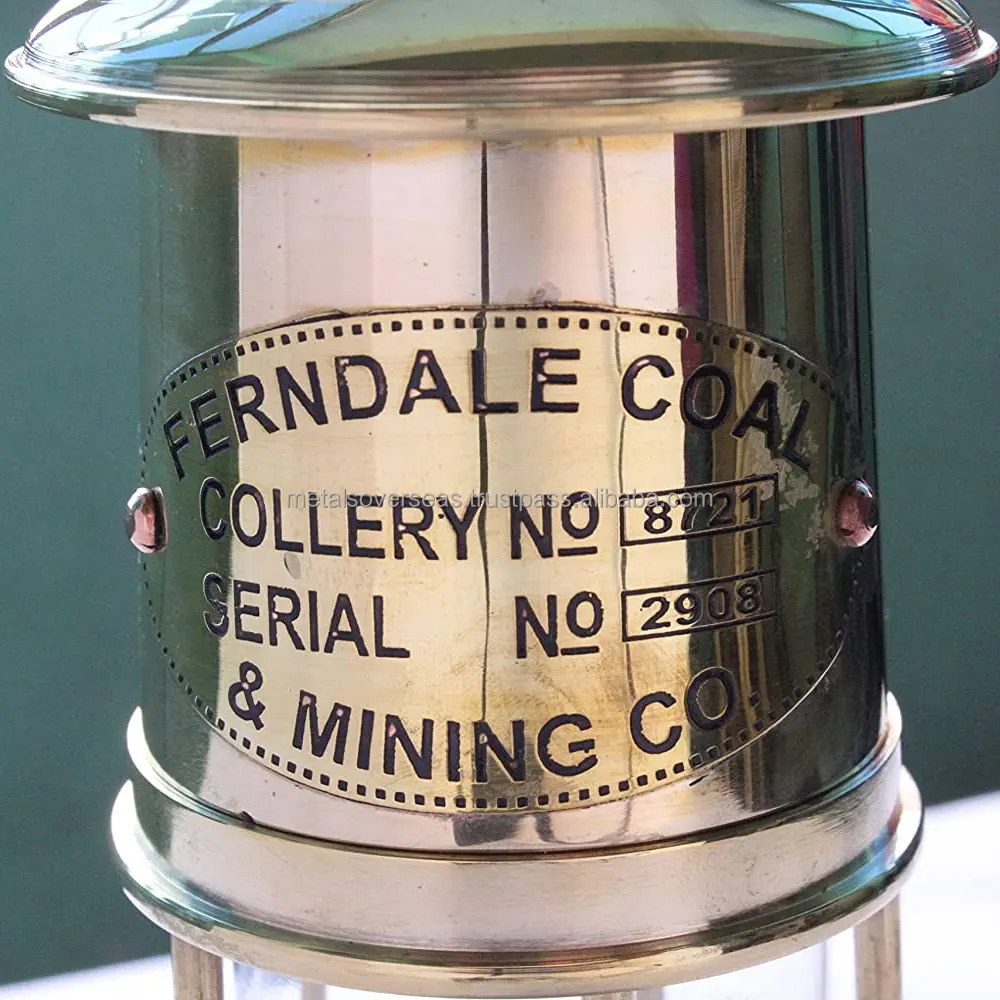 FERNDALE COAL
metalsoverseas.trustpass.alibaba.com
COLLERY Nº 8721
SERIAL Nº 2908
& MINING CO.